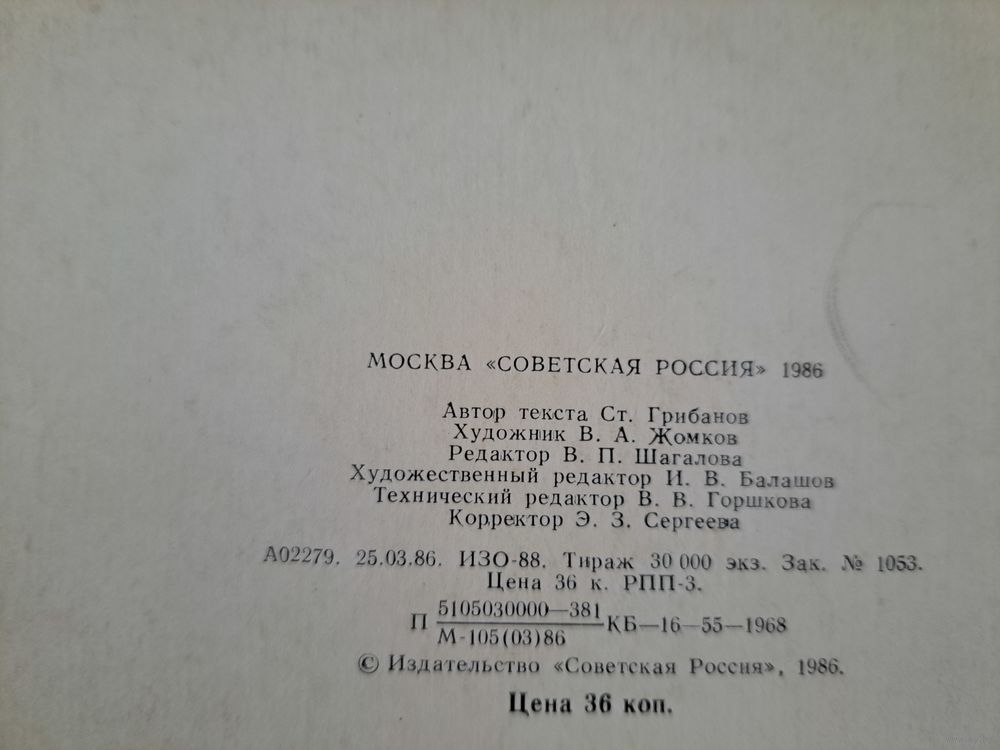 МОСКВА «СОВЕТСКАЯ РОССИЯ» 1986
Автор текста Ст. Грибанов
Художник В. А. Жомков
Редактор В. П. Шагалова
Художественный редактор И. В. Балашов
Технический редактор В. В. Горшкова
Корректор Э. З. Сергеева
А02279. 25.03.86. ИЗО-88. Тираж 30 000 экз. Зак. № 1053.
Цена 36 к. РПП-3.
П 5105030000—381
М-105(03)86 КБ—16—55—1968
© Издательство «Советская Россия», 1986.
Цена 36 коп.